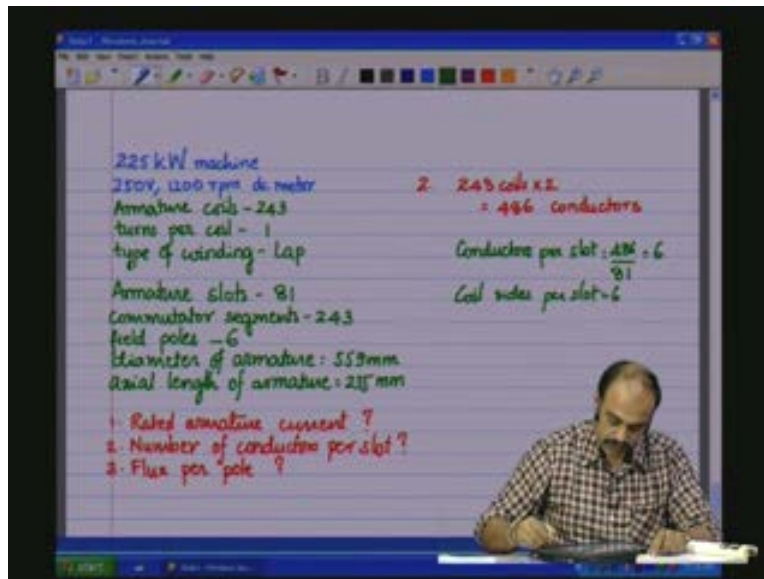 225 kW machine
250V, 1200 rpm dc motor
Armature coils - 243
turns per coil - 1
type of winding - Lap
Armature slots - 81
commutator segments - 243
field poles - 6
diameter of armature = 559mm
axial length of armature = 235 mm
1. Rated armature current ?
2. Number of conductors per slot ?
3. Flux per pole ?
2. 243 coils x 2
= 486 conductors
Conductors per slot = 486 = 6
81
Coil sides per slot = 6